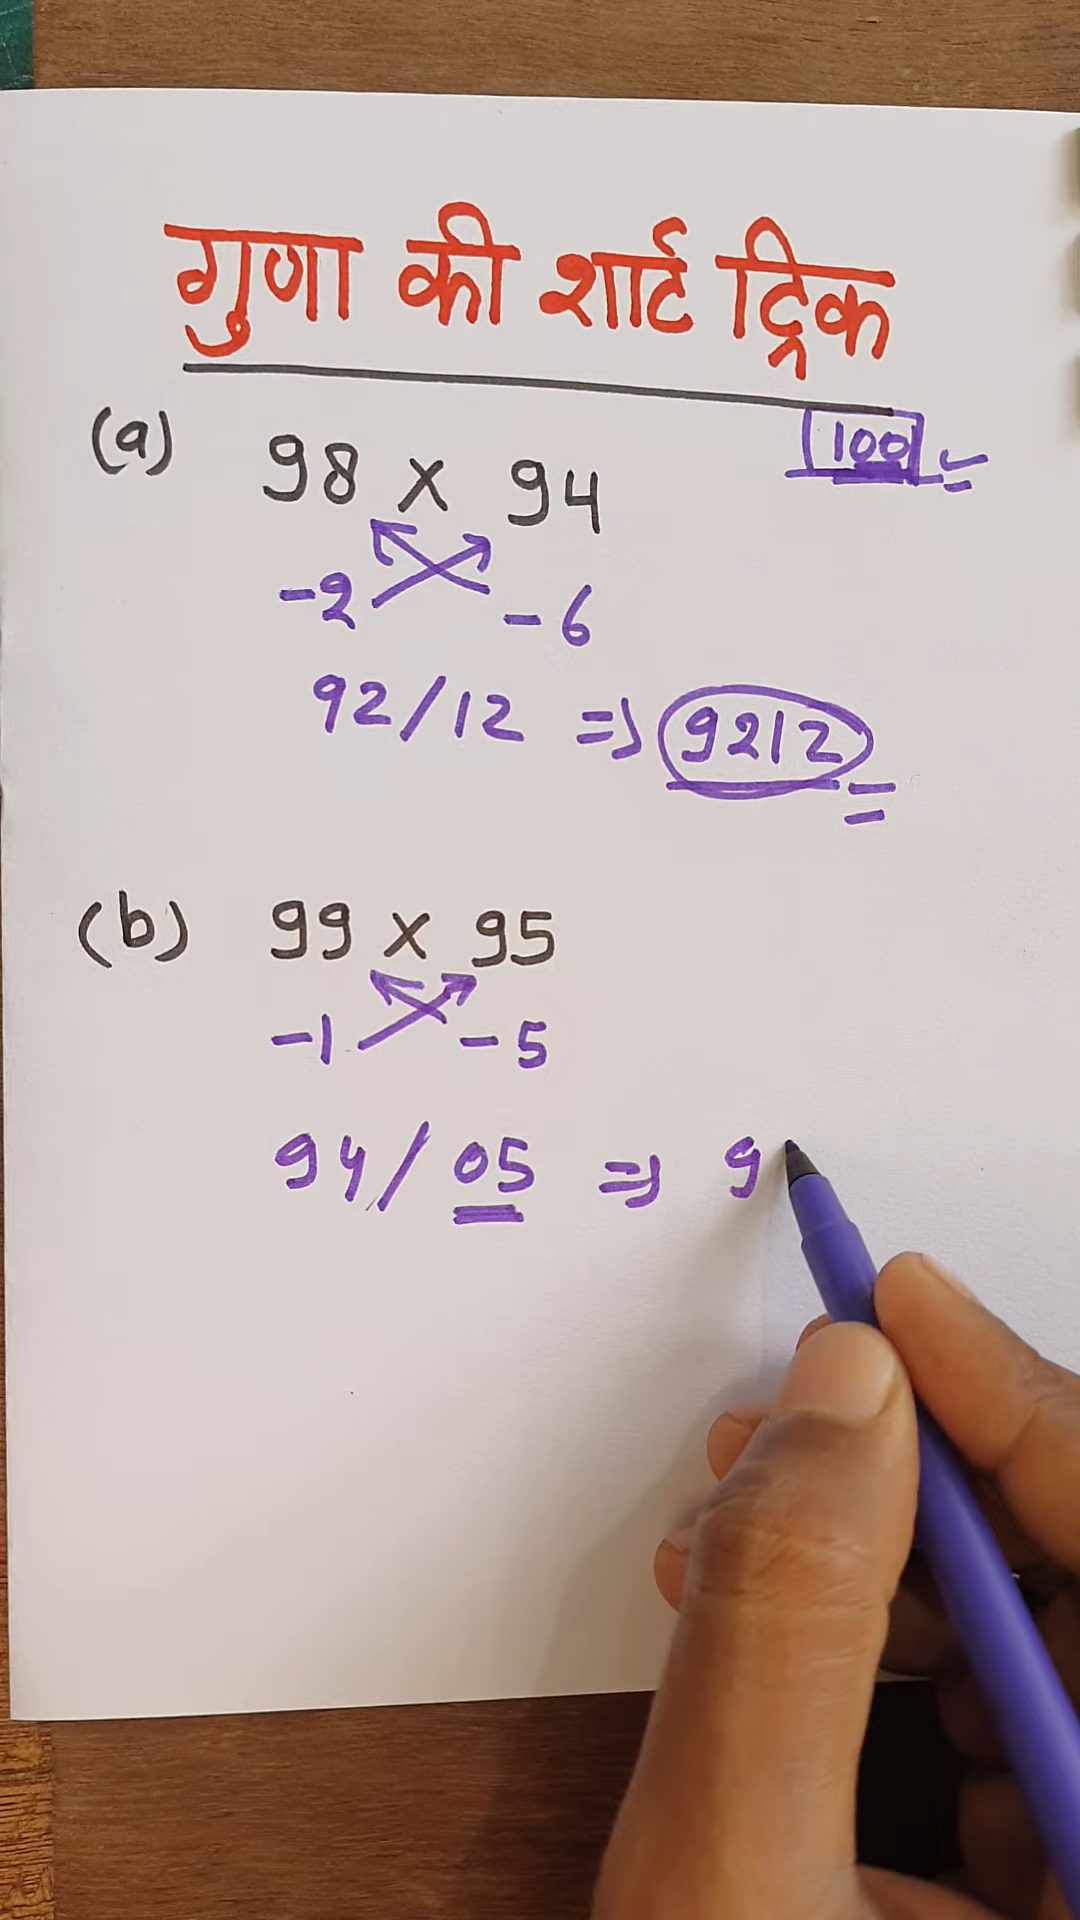 गुणा की शार्ट ट्रिक
100
(a) 98 x 94
-2 -6
92/12 => 9212
(b) 99 x 95
-1 -5
94/05 => 9